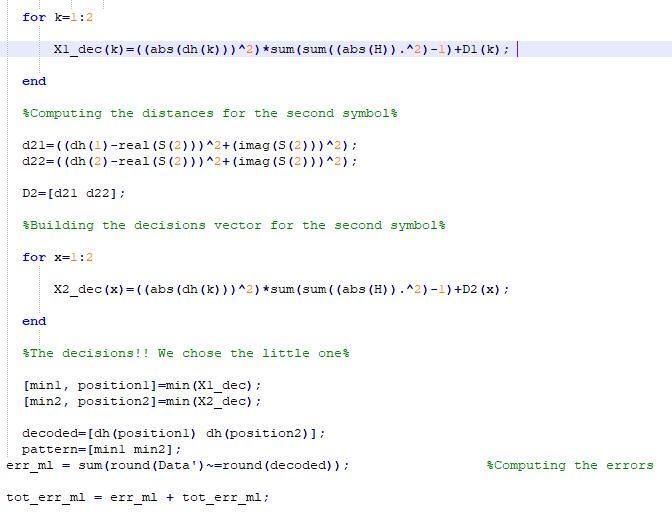 for k=1:2
X1_dec(k)=((abs(dh(k)))^2)*sum(sum((abs(H)).^2)-1)+D1(k);
end
%Computing the distances for the second symbol%
d21=((dh(1)-real(S(2)))^2+(imag(S(2)))^2);
d22=((dh(2)-real(S(2)))^2+(imag(S(2)))^2);
D2=[d21 d22];
%Building the decisions vector for the second symbol%
for x=1:2
X2_dec(x)=((abs(dh(k)))^2)*sum(sum((abs(H)).^2)-1)+D2(x);
end
%The decisions!! We chose the little one%
[min1, position1]=min(X1_dec);
[min2, position2]=min(X2_dec);
decoded=[dh(position1) dh(position2)];
pattern=[min1 min2];
err_ml = sum(round(Data')~=round(decoded)); %Computing the errors
tot_err_ml = err_ml + tot_err_ml;